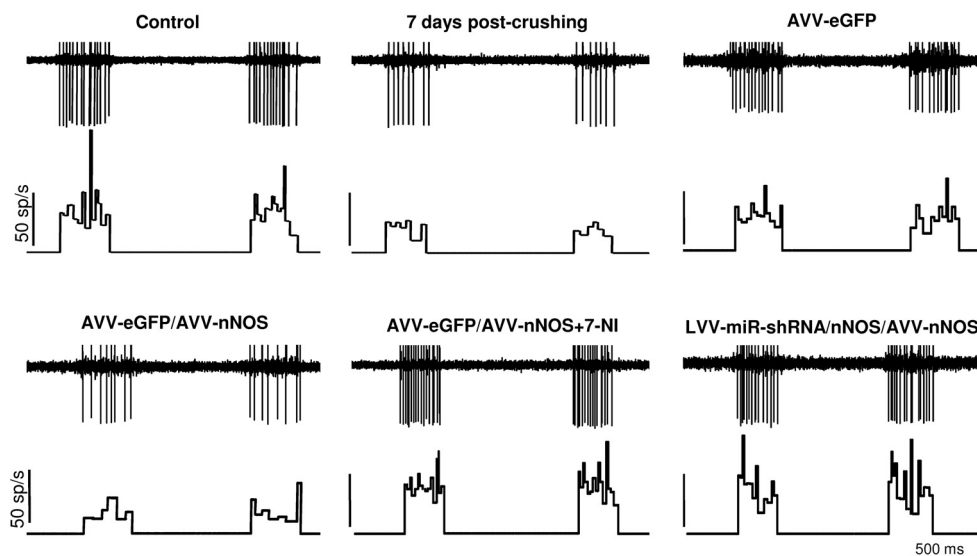 Control
7 days post-crushing
AVV-eGFP
50 sp/s
AVV-eGFP/AVV-nNOS
AVV-eGFP/AVV-nNOS+7-NI
LVV-miR-shRNA/nNOS/AVV-nNOS
50 sp/s
500 ms